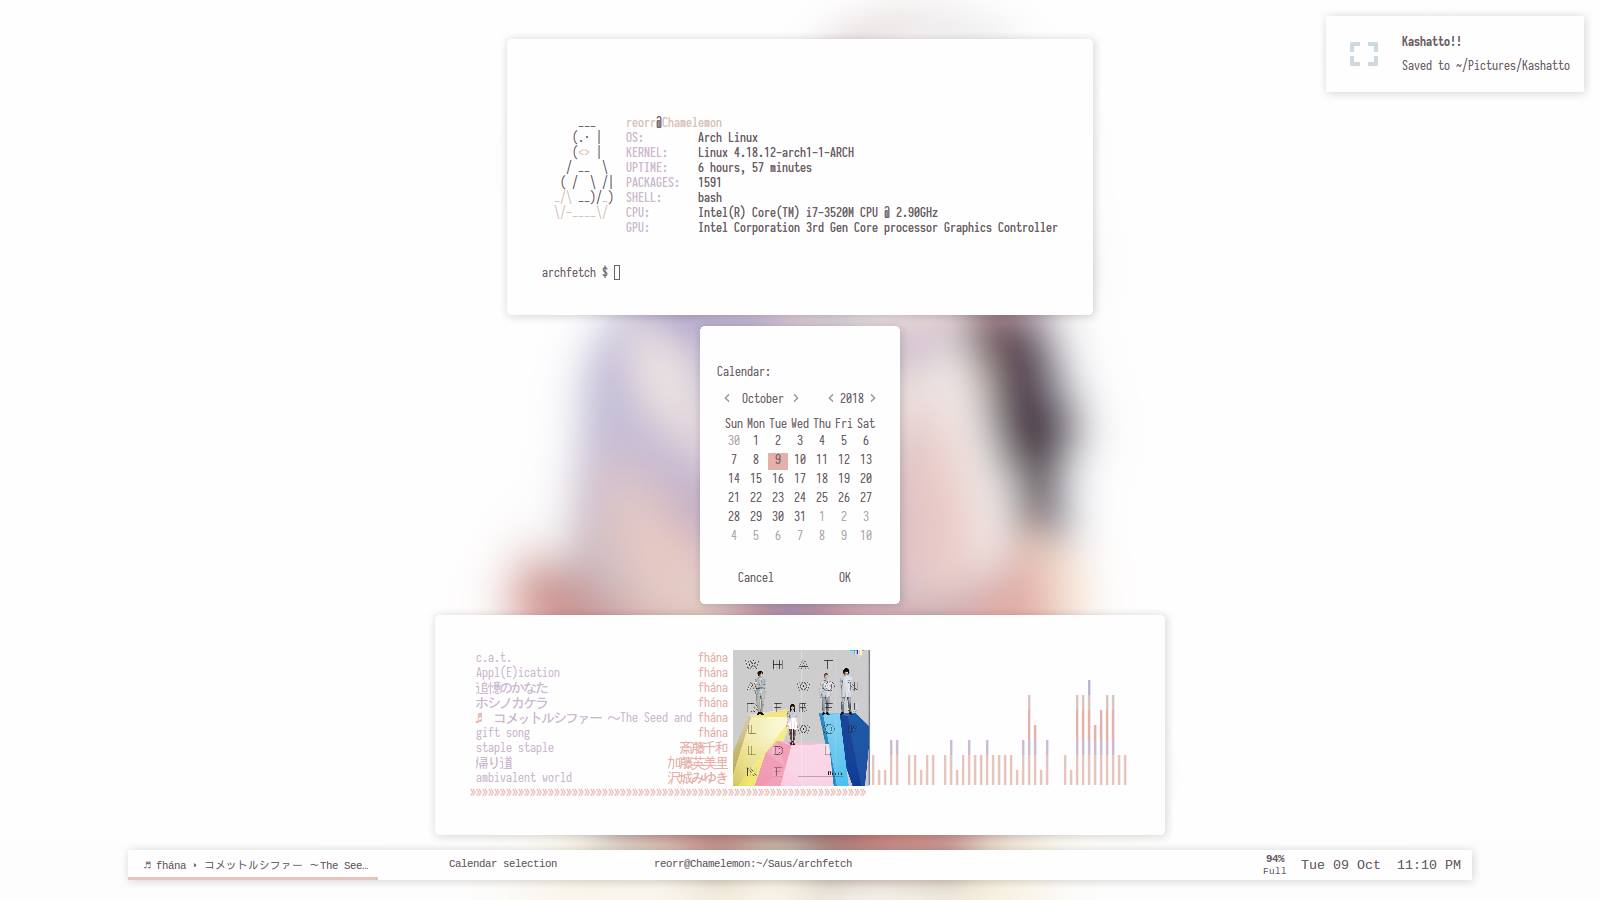 Kashatto!!
Saved to ~/Pictures/Kashatto
reorr@Chamelemon
OS: Arch Linux
KERNEL: Linux 4.18.12-arch1-1-ARCH
UPTIME: 6 hours, 57 minutes
PACKAGES: 1591
SHELL: bash
CPU: Intel(R) Core(TM) i7-3520M CPU @ 2.90GHz
GPU: Intel Corporation 3rd Gen Core processor Graphics Controller
archfetch $
Calendar:
< October > < 2018 >
Sun Mon Tue Wed Thu Fri Sat
30 1 2 3 4 5 6
7 8 9 10 11 12 13
14 15 16 17 18 19 20
21 22 23 24 25 26 27
28 29 30 31 1 2 3
4 5 6 7 8 9 10
Cancel OK
c.a.t. fhána
Appl(E)ication fhána
追憶のかなた fhána
ホシノカケラ fhána
♬ コメットルシファー ～The Seed and fhána
gift song fhána
staple staple 斎藤千和
帰り道 加藤英美里
ambivalent world 沢城みゆき
♬ fhána ‣ コメットルシファー ～The See…
Calendar selection
reorr@Chamelemon:~/Saus/archfetch
94%
Full
Tue 09 Oct 11:10 PM